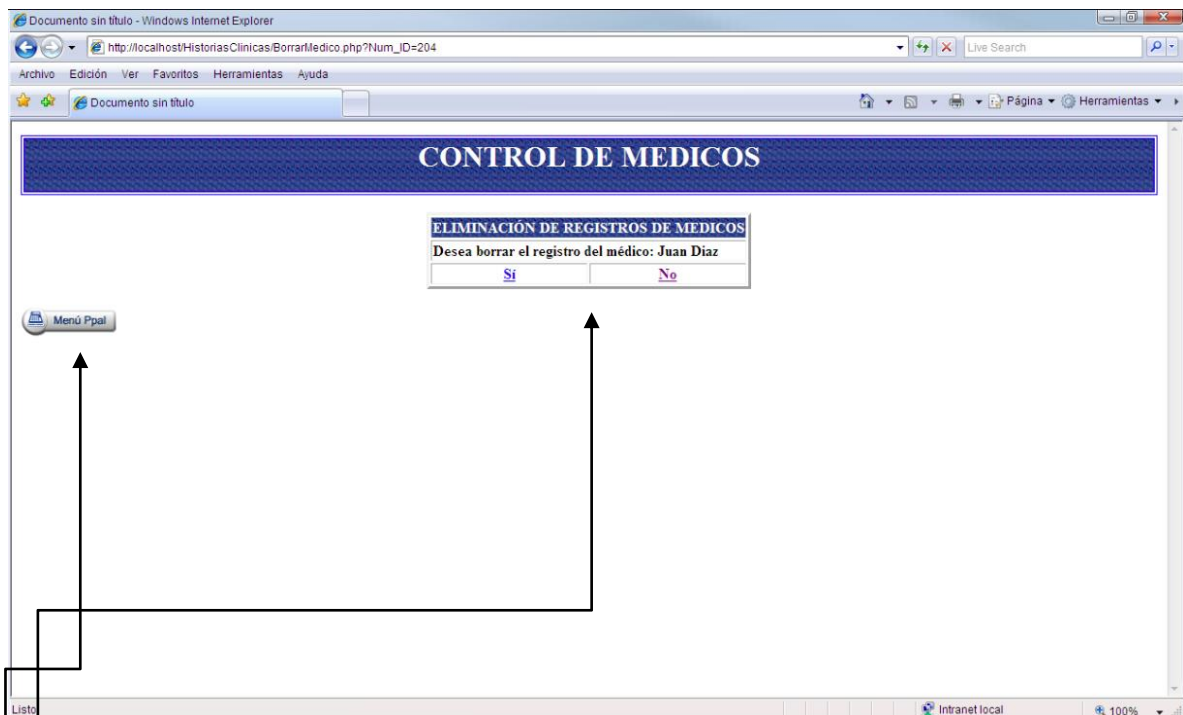 Documento sin título - Windows Internet Explorer
http://localhost/HistoriasClinicas/BorrarMedico.php?Num_ID=204
Live Search
Archivo Edición Ver Favoritos Herramientas Ayuda
Documento sin título
Página Herramientas
CONTROL DE MEDICOS
ELIMINACIÓN DE REGISTROS DE MEDICOS
Desea borrar el registro del médico: Juan Diaz
Sí No
Menú Ppal
Listo Intranet local 100%